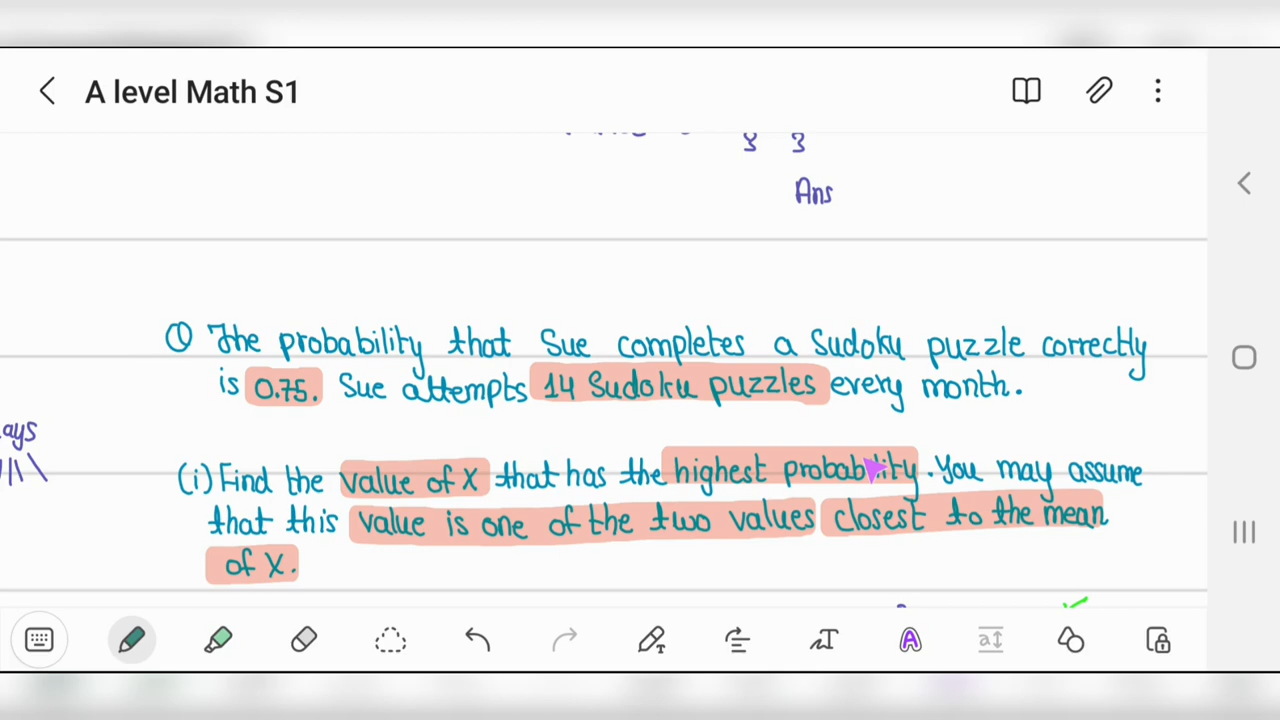 A level Math S1
8 3
Ans
① The probability that Sue completes a Sudoku puzzle correctly
is 0.75. Sue attempts 14 Sudoku puzzles every month.
ays
(i) Find the value of X that has the highest probability. You may assume
that this value is one of the two values closest to the mean
of X.